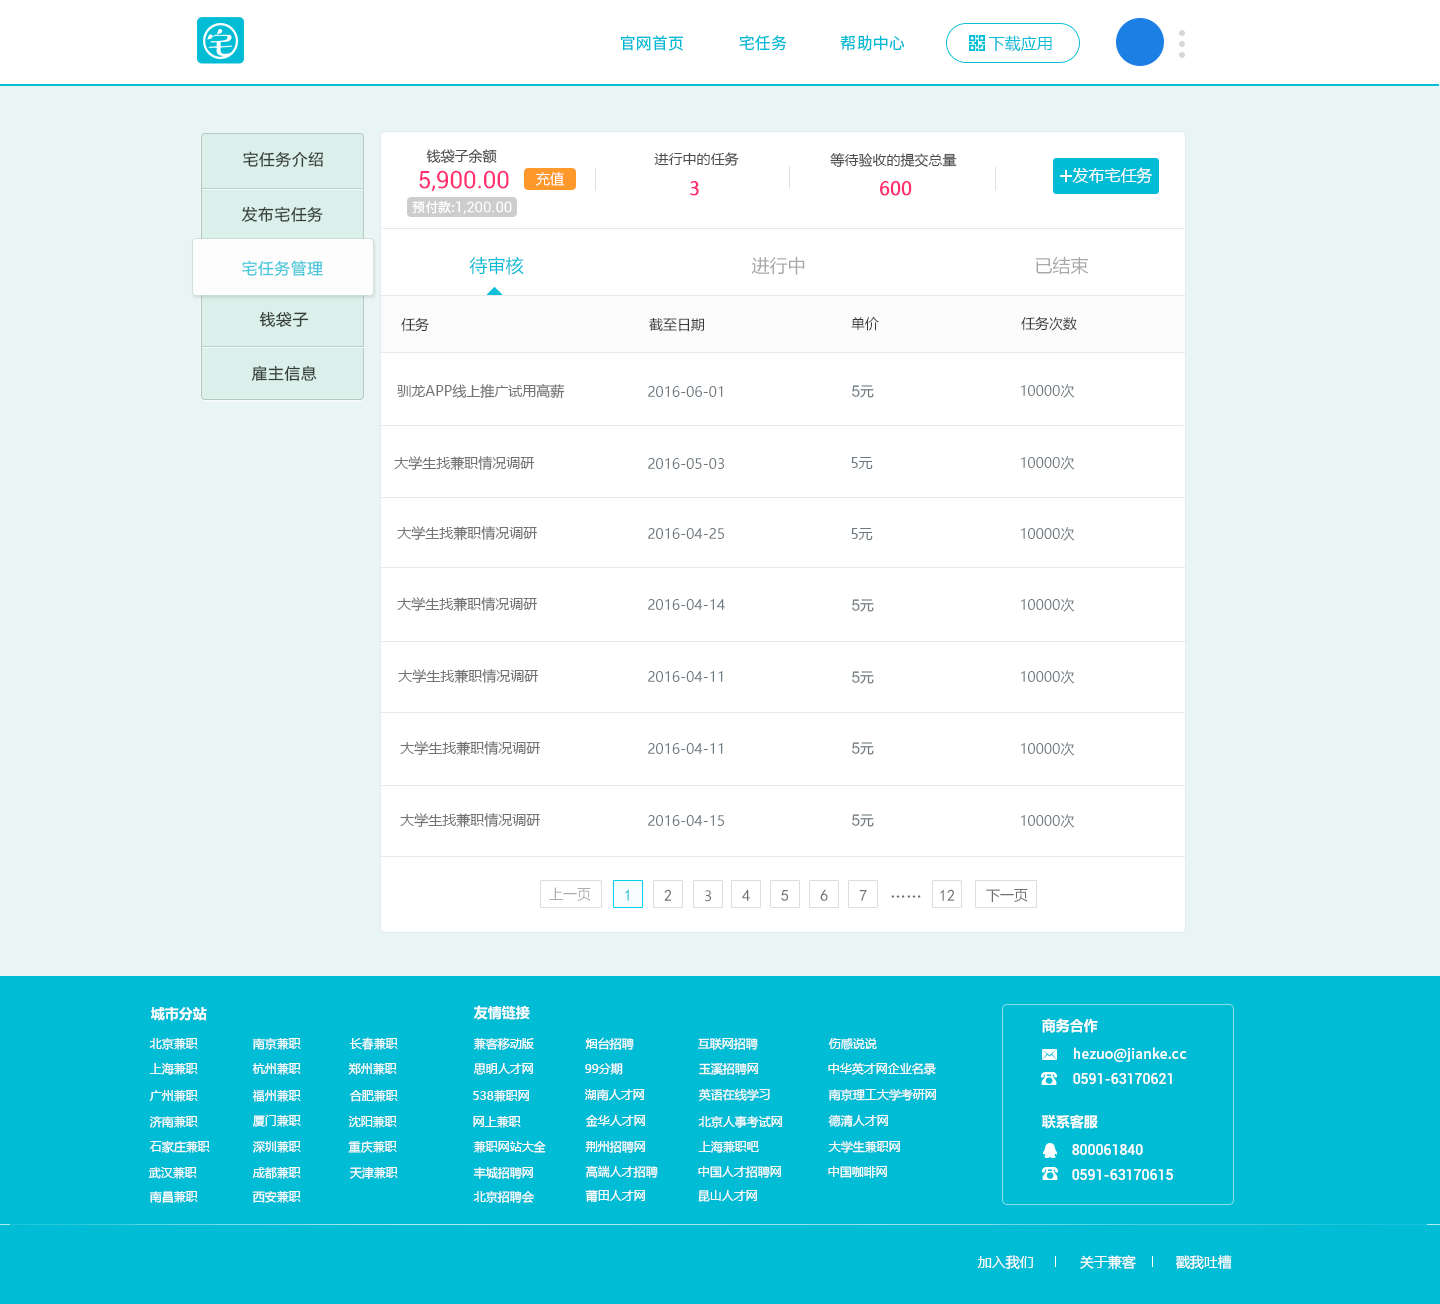 宅
官网首页 宅任务 帮助中心 下载应用
宅任务介绍
发布宅任务
宅任务管理
钱袋子
雇主信息
钱袋子余额
5,900.00 充值
预付款:1,200.00
进行中的任务
3
等待验收的提交总量
600
+发布宅任务
待审核 进行中 已结束
任务 截至日期 单价 任务次数
驯龙APP线上推广试用高薪 2016-06-01 5元 10000次
大学生找兼职情况调研 2016-05-03 5元 10000次
大学生找兼职情况调研 2016-04-25 5元 10000次
大学生找兼职情况调研 2016-04-14 5元 10000次
大学生找兼职情况调研 2016-04-11 5元 10000次
大学生找兼职情况调研 2016-04-11 5元 10000次
大学生找兼职情况调研 2016-04-15 5元 10000次
上一页 1 2 3 4 5 6 7 ······ 12 下一页
城市分站
北京兼职 南京兼职 长春兼职
上海兼职 杭州兼职 郑州兼职
广州兼职 福州兼职 合肥兼职
济南兼职 厦门兼职 沈阳兼职
石家庄兼职 深圳兼职 重庆兼职
武汉兼职 成都兼职 天津兼职
南昌兼职 西安兼职
友情链接
兼客移动版 烟台招聘 互联网招聘 伤感说说
思明人才网 99分期 玉溪招聘网 中华英才网企业名录
538兼职网 湖南人才网 英语在线学习 南京理工大学考研网
网上兼职 金华人才网 北京人事考试网 德清人才网
兼职网站大全 荆州招聘网 上海兼职吧 大学生兼职网
丰城招聘网 高端人才招聘 中国人才招聘网 中国咖啡网
北京招聘会 莆田人才网 昆山人才网
商务合作
hezuo@jianke.cc
0591-63170621
联系客服
800061840
0591-63170615
加入我们 | 关于兼客 | 戳我吐槽